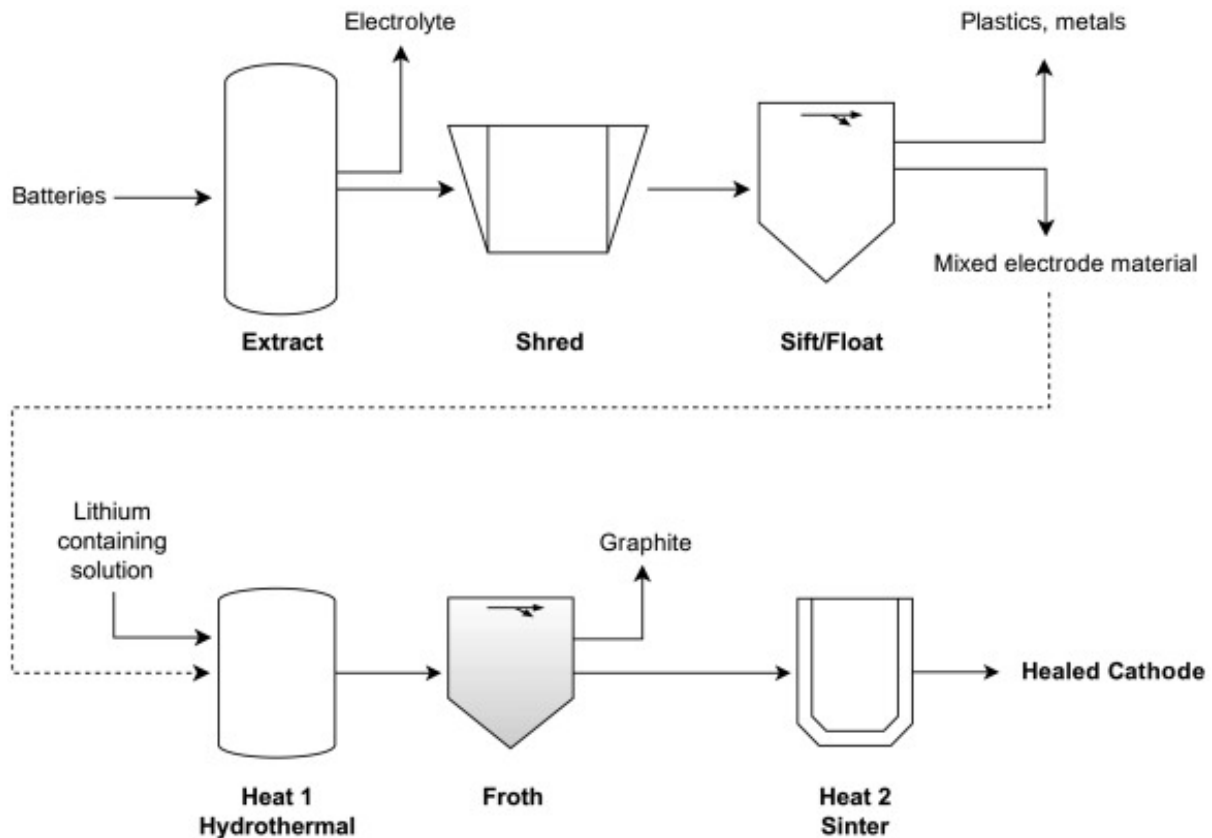 Electrolyte
Plastics, metals
Batteries
Mixed electrode material
Extract
Shred
Sift/Float
Lithium
containing
solution
Graphite
Healed Cathode
Heat 1
Hydrothermal
Froth
Heat 2
Sinter